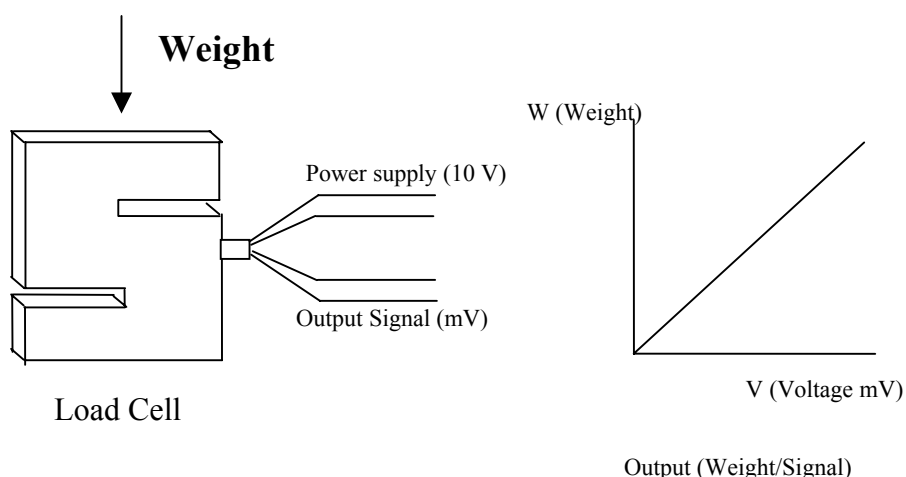 Weight
W (Weight)
Power supply (10 V)
Output Signal (mV)
Load Cell
V (Voltage mV)
Output (Weight/Signal)